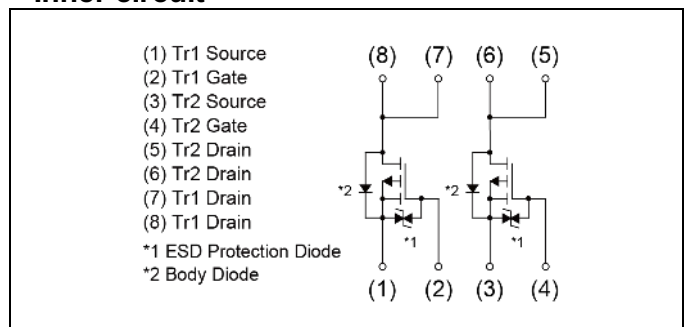 (1) Tr1 Source
(2) Tr1 Gate
(3) Tr2 Source
(4) Tr2 Gate
(5) Tr2 Drain
(6) Tr2 Drain
(7) Tr1 Drain
(8) Tr1 Drain
*1 ESD Protection Diode
*2 Body Diode
(8) (7) (6) (5)
*2 *2
*1 *1
(1) (2) (3) (4)